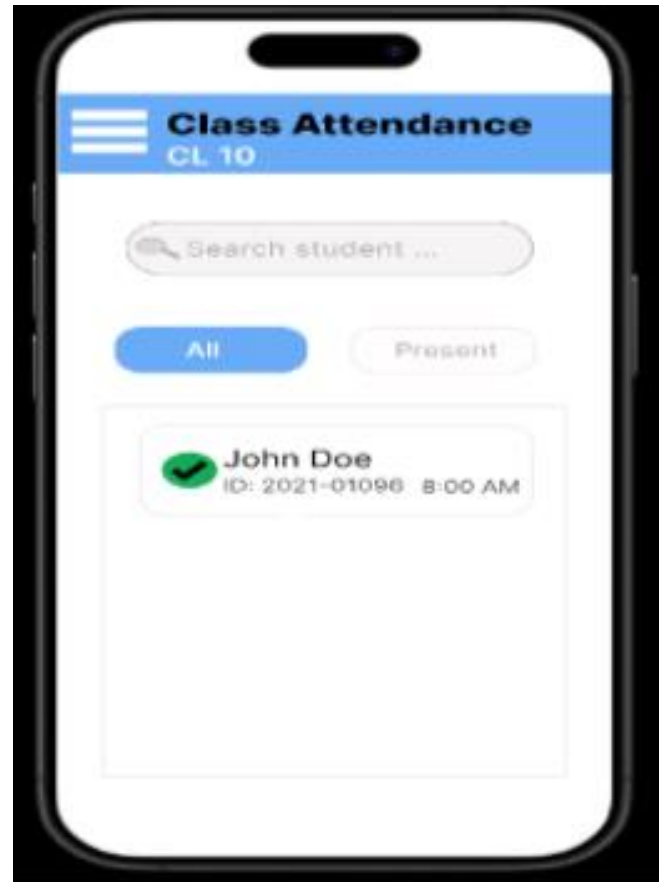 Class Attendance
CL 10
Search student ...
All
Present
John Doe
ID: 2021-01096 8:00 AM